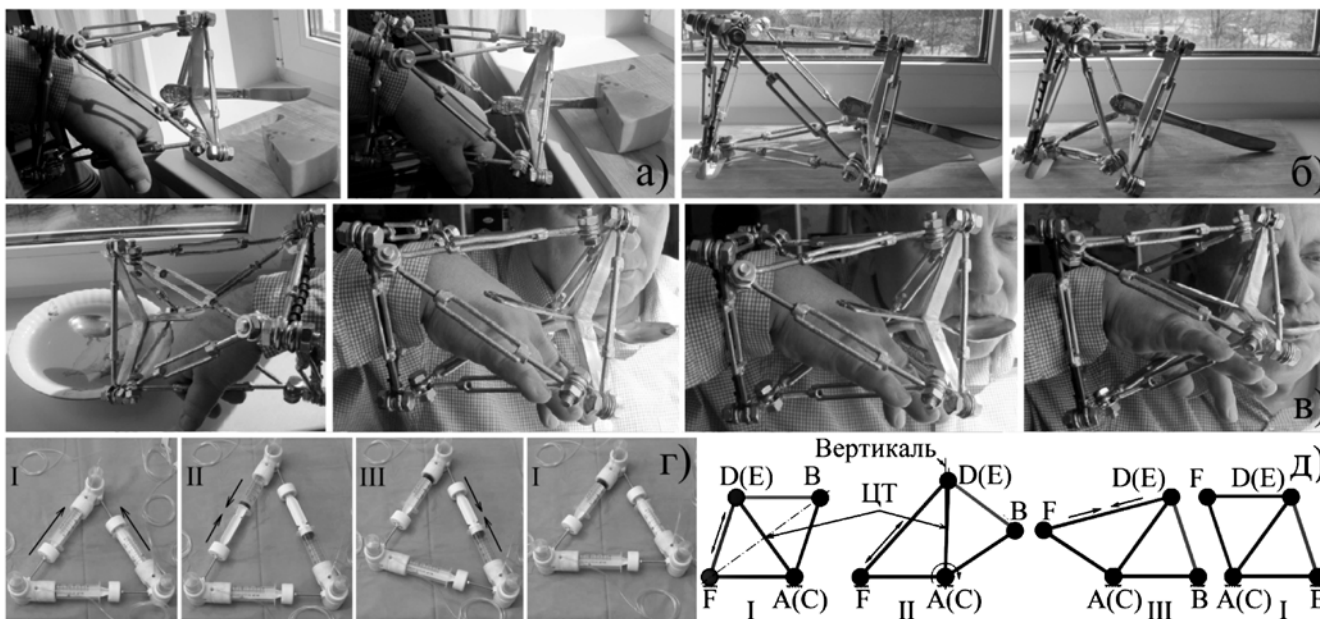 а)
б)
в)
I
II
III
I
г)
Вертикаль
д)
D(E) B
ЦТ
D(E)
B
D(E) F
D(E)
F
F
A(C)
F
A(C)
A(C)
B
A(C)
I
II
III
I